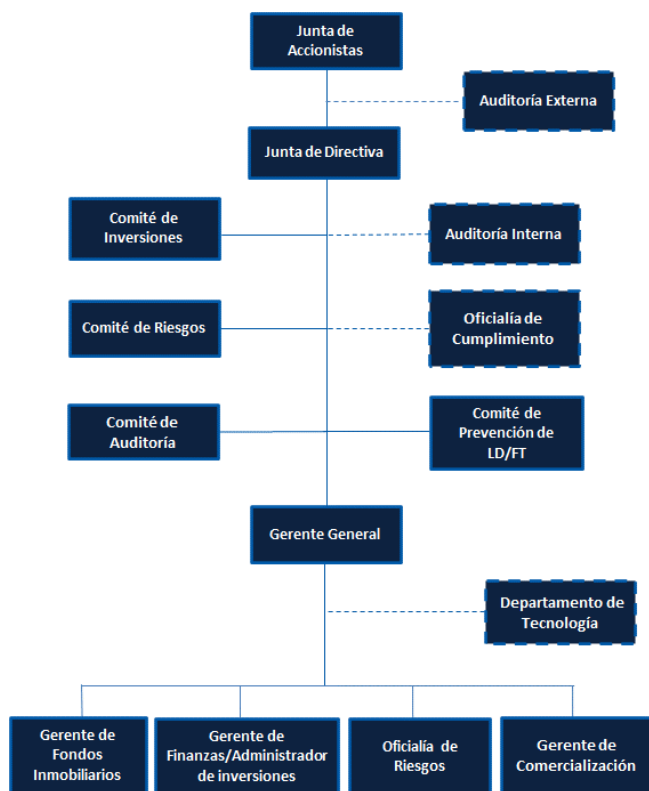 Junta de
Accionistas
Auditoría Externa
Junta de Directiva
Comité de
Inversiones
Auditoría Interna
Comité de Riesgos
Oficialía de
Cumplimiento
Comité de
Auditoría
Comité de
Prevención de
LD/FT
Gerente General
Departamento de
Tecnología
Gerente de
Fondos
Inmobiliarios
Gerente de
Finanzas/Administrador
de inversiones
Oficialía de
Riesgos
Gerente de
Comercialización